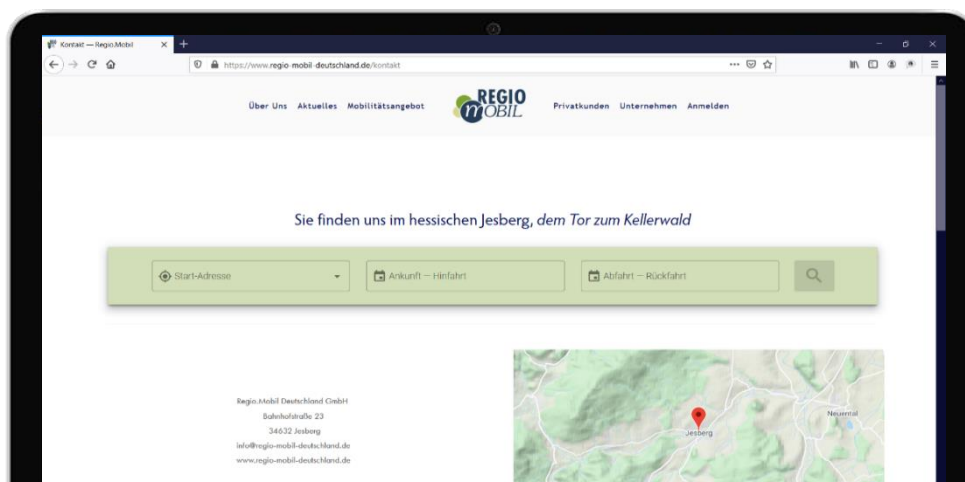 Kontakt — Regio.Mobil
https://www.regio-mobil-deutschland.de/kontakt
Über Uns Aktuelles Mobilitätsangebot
REGIO
mOBIL
Privatkunden Unternehmen Anmelden
Sie finden uns im hessischen Jesberg, dem Tor zum Kellerwald
Start-Adresse
Ankunft — Hinfahrt
Abfahrt — Rückfahrt
Regio.Mobil Deutschland GmbH
Bahnhofstraße 23
34632 Jesberg
info@regio-mobil-deutschland.de
www.regio-mobil-deutschland.de
Jesberg
Neuental